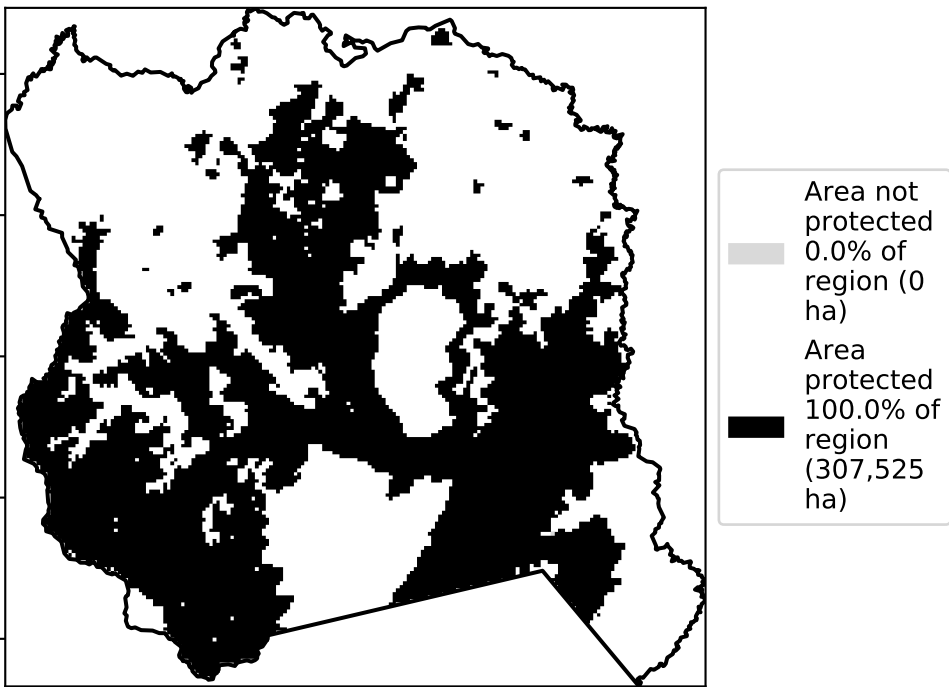 Area not
protected
0.0% of
region (0
ha)
Area
protected
100.0% of
region
(307,525
ha)